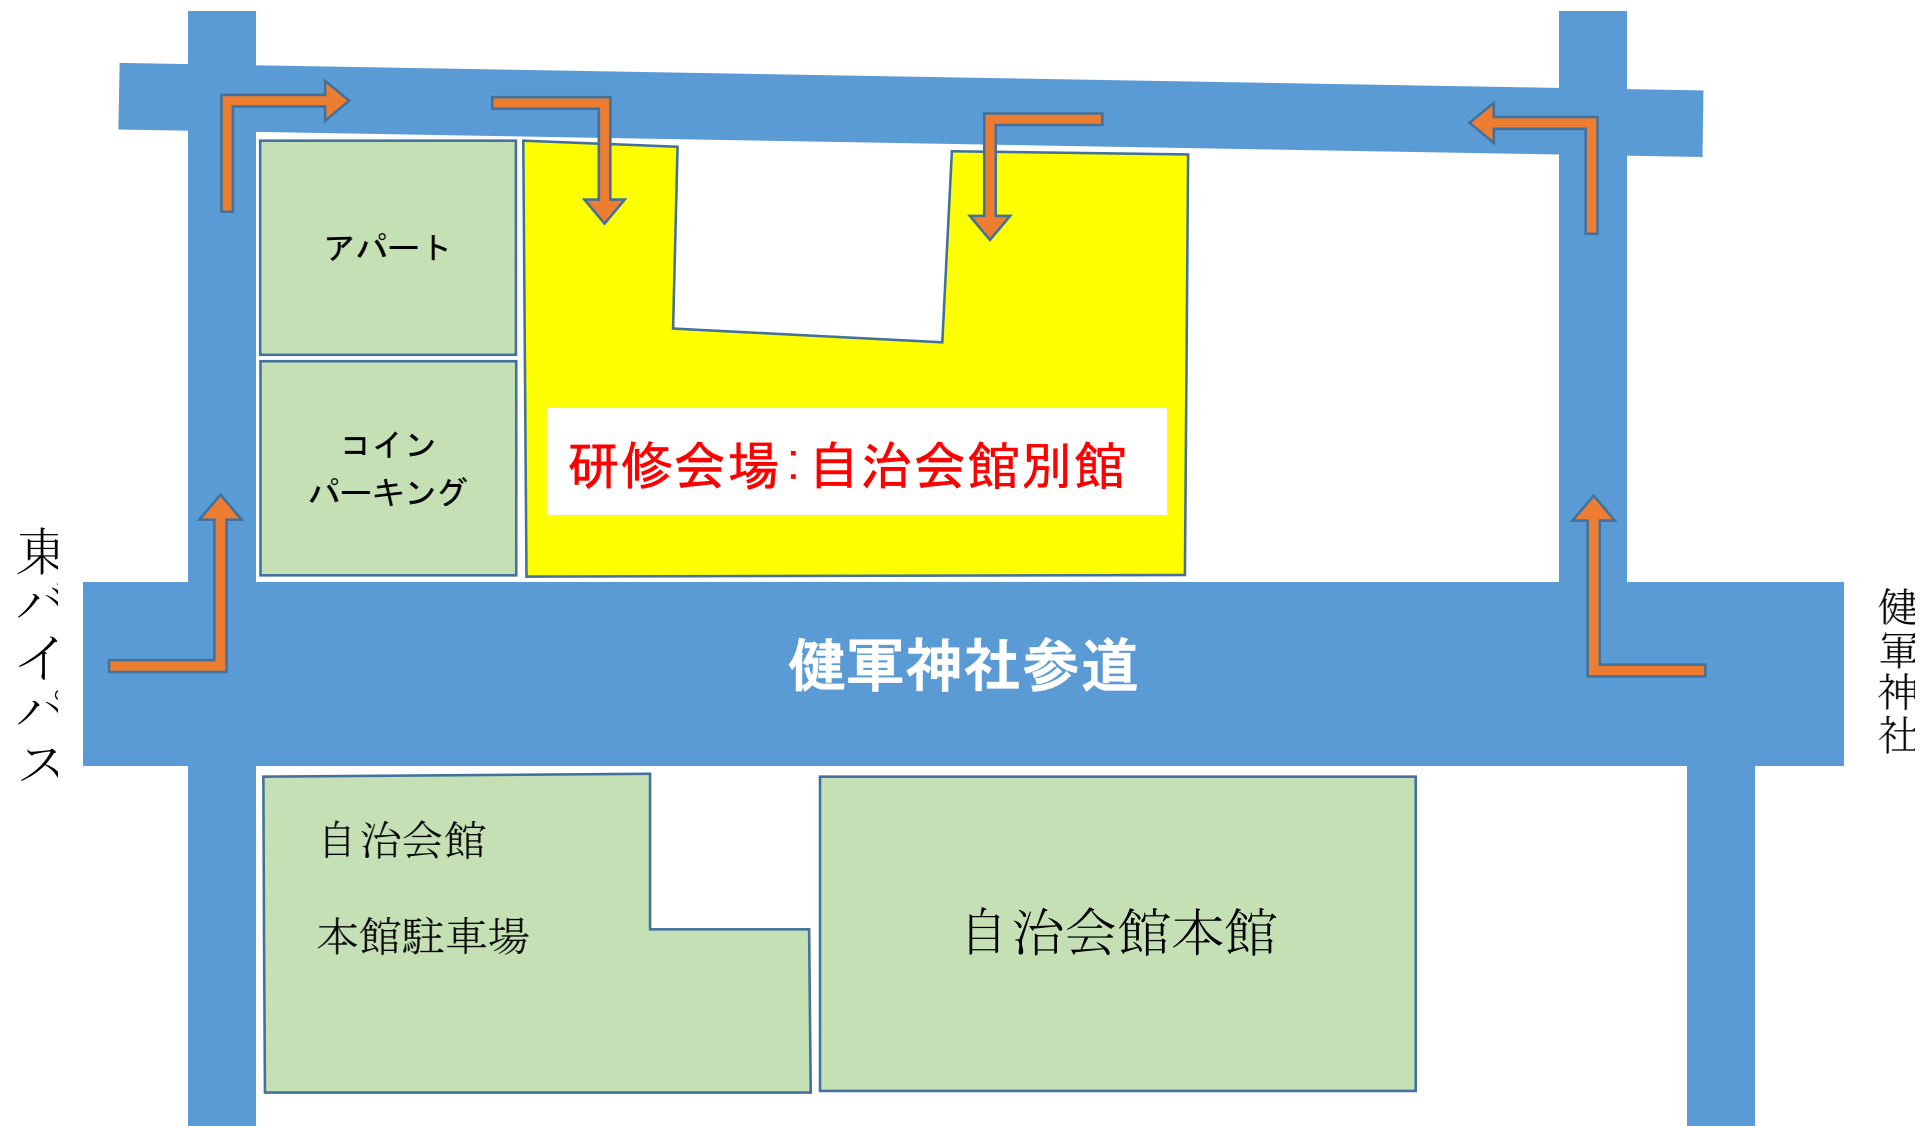 アパート
コイン
パーキング
研修会場：自治会館別館
東バイパス
健軍神社参道
健軍神社
自治会館
本館駐車場
自治会館本館